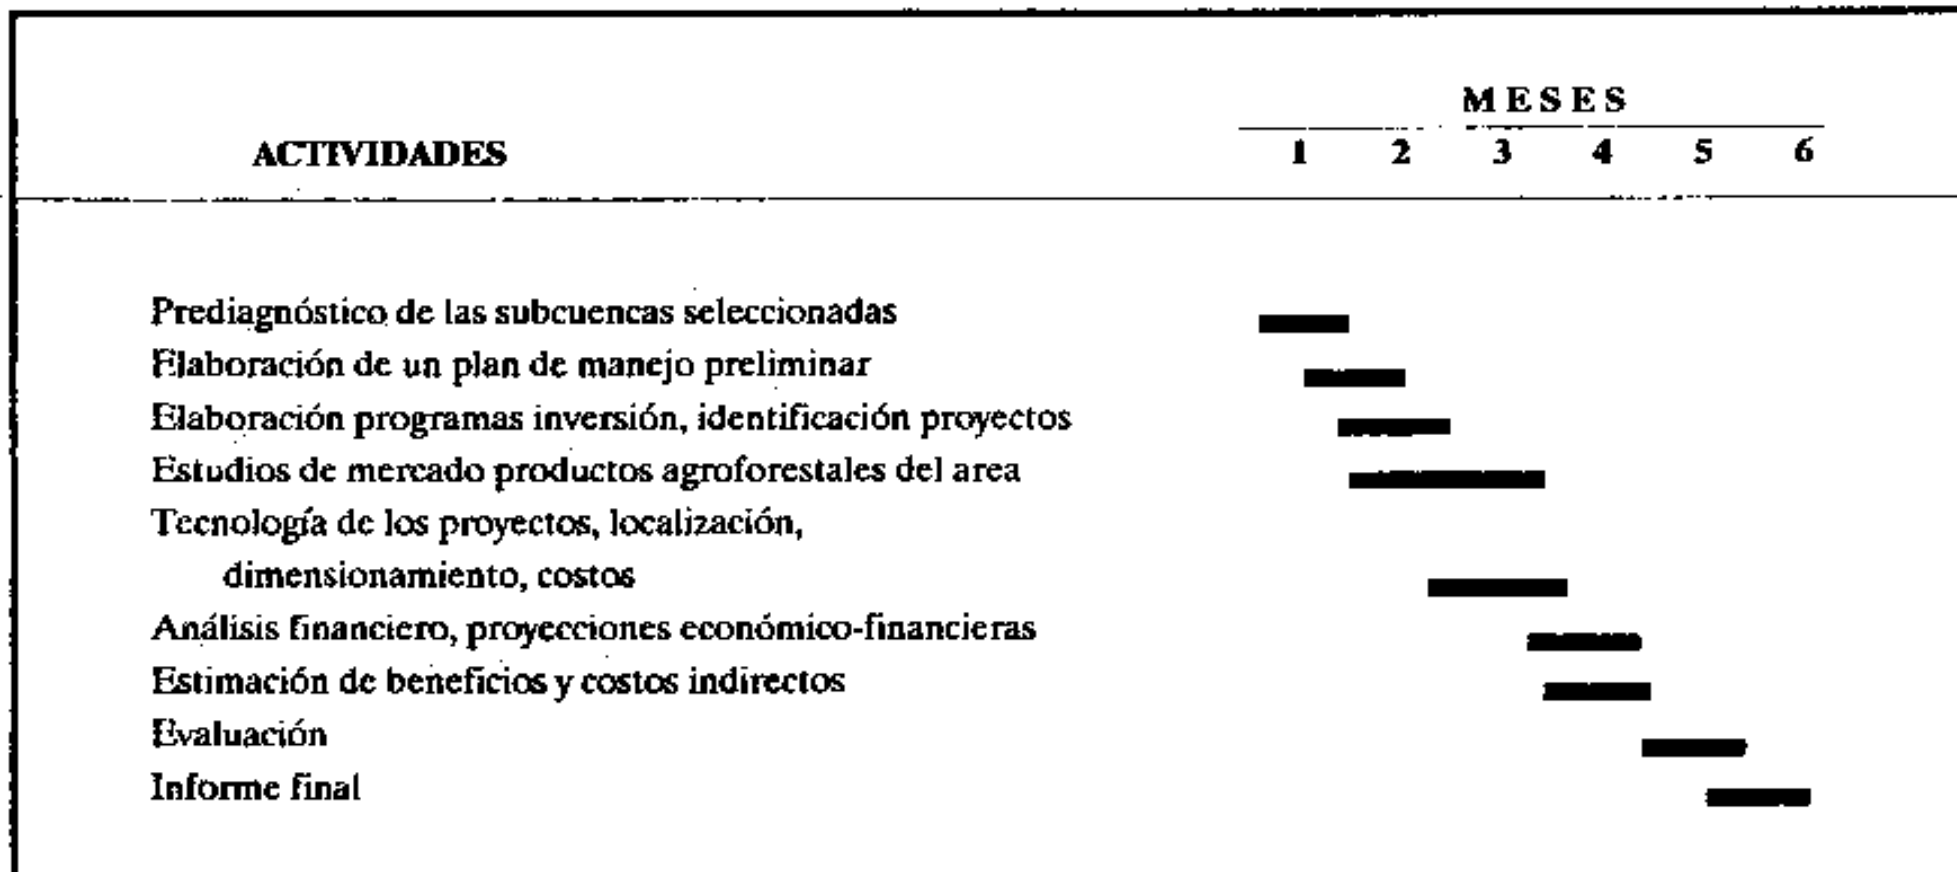 MESES
ACTIVIDADES 1 2 3 4 5 6
Prediagnóstico de las subcuencas seleccionadas
Elaboración de un plan de manejo preliminar
Elaboración programas inversión, identificación proyectos
Estudios de mercado productos agroforestales del area
Tecnología de los proyectos, localización,
dimensionamiento, costos
Análisis financiero, proyecciones económico-financieras
Estimación de beneficios y costos indirectos
Evaluación
Informe final